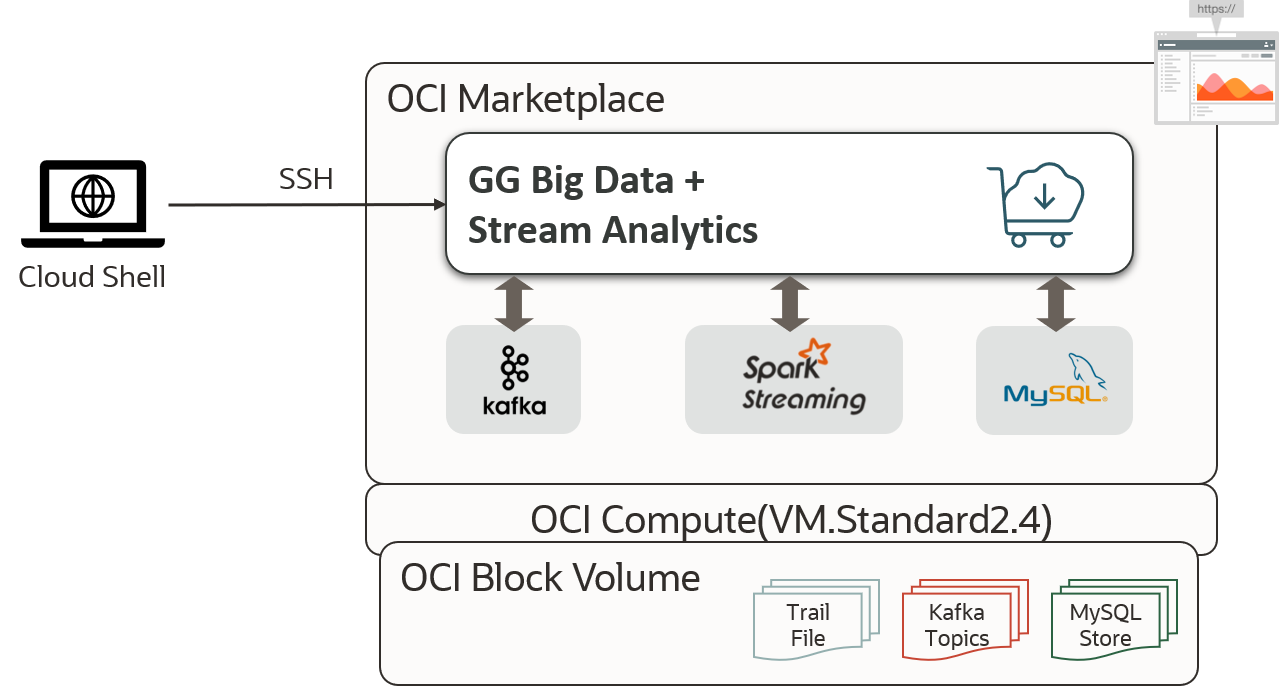 https://
OCI Marketplace
GG Big Data +
Stream Analytics
SSH
Cloud Shell
kafka
Spark
Streaming
MySQL®
OCI Compute(VM.Standard2.4)
OCI Block Volume
Trail
File
Kafka
Topics
MySQL
Store